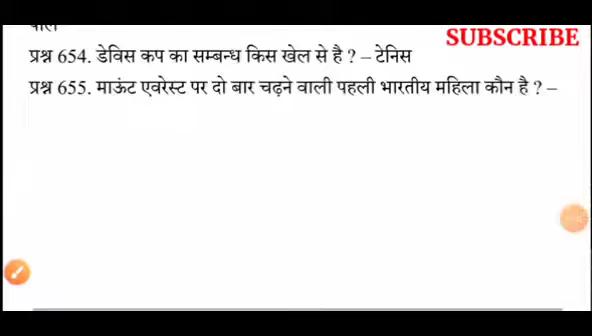 SUBSCRIBE
प्रश्न 654. डेविस कप का सम्बन्ध किस खेल से है ? – टेनिस
प्रश्न 655. माऊंट एवरेस्ट पर दो बार चढ़ने वाली पहली भारतीय महिला कौन है ? –